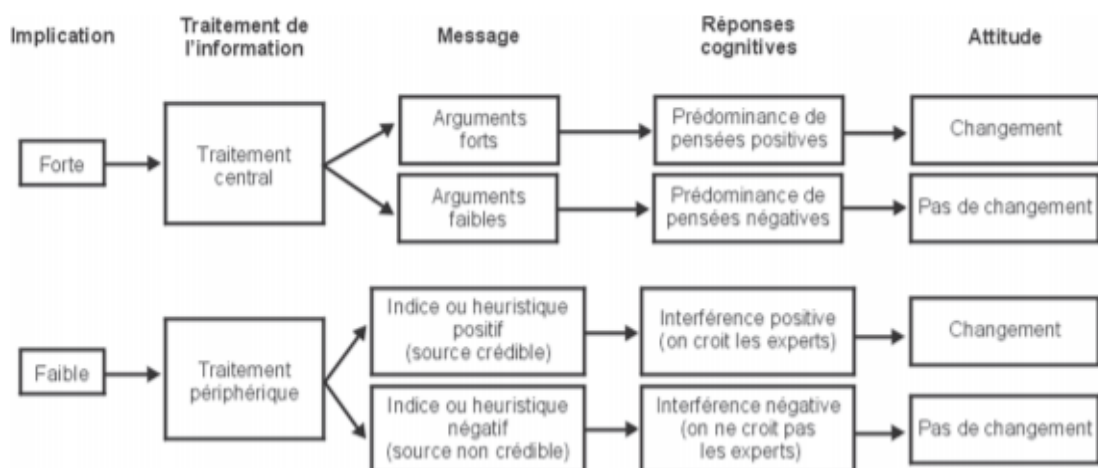 Implication
Traitement de
l'information
Message
Réponses
cognitives
Attitude
Forte
Traitement
central
Arguments
forts
Prédominance de
pensées positives
Changement
Arguments
faibles
Prédominance de
pensées négatives
Pas de changement
Faible
Traitement
périphérique
Indice ou heuristique
positif
(source crédible)
Interférence positive
(on croit les experts)
Changement
Indice ou heuristique
négatif
(source non crédible)
Interférence négative
(on ne croit pas
les experts)
Pas de changement